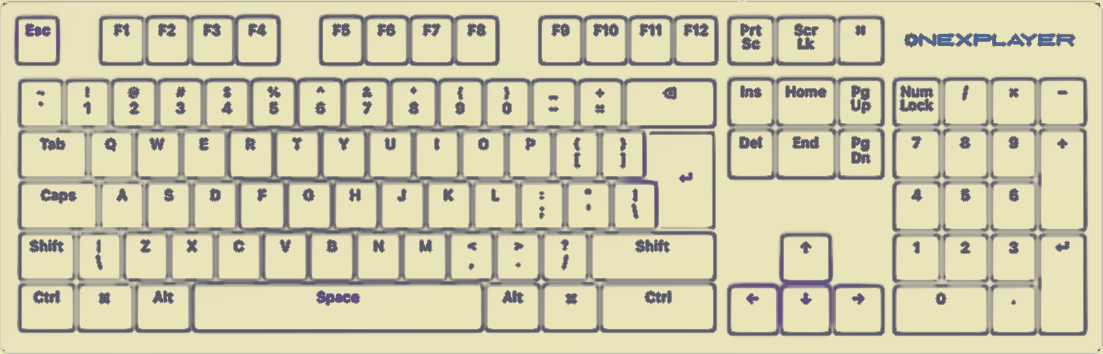 Esc F1 F2 F3 F4 F5 F6 F7 F8 F9 F10 F11 F12 Prt Sc Scr Lk ONEXPLAYER
~ ` ! 1 @ 2 # 3 $ 4 % 5 ^ 6 & 7 * 8 ( 9 ) 0 _ - + = Ins Home Pg Up Num Lock / * -
Tab Q W E R T Y U I O P { [ } ] Del End Pg Dn 7 8 9 +
Caps A S D F G H J K L : ; " ' | \ 4 5 6
Shift | \ Z X C V B N M < , > . ? / Shift ↑ 1 2 3 ↵
Ctrl ⌘ Alt Space Alt ⌘ Ctrl ← ↓ → 0 .